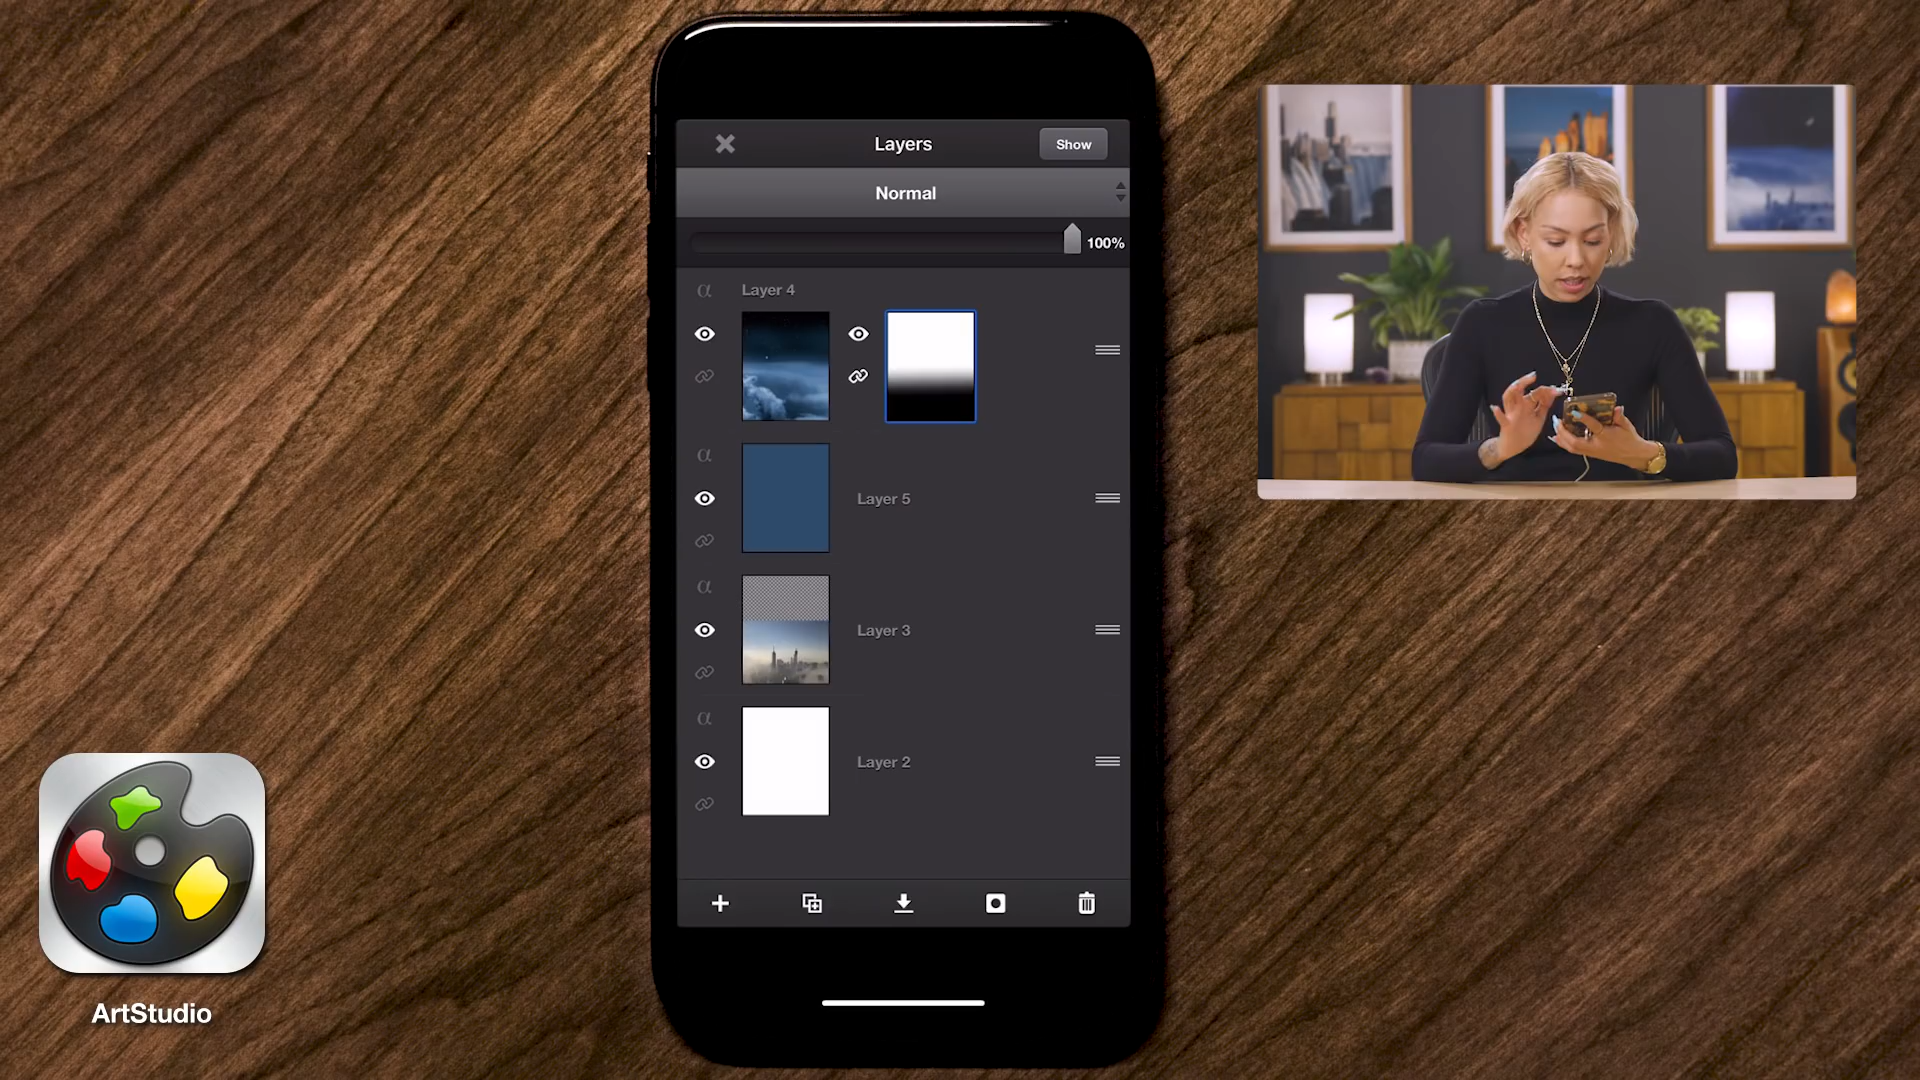 Layers
Show
Normal
100%
α
Layer 4
α
Layer 5
α
Layer 3
α
Layer 2
ArtStudio